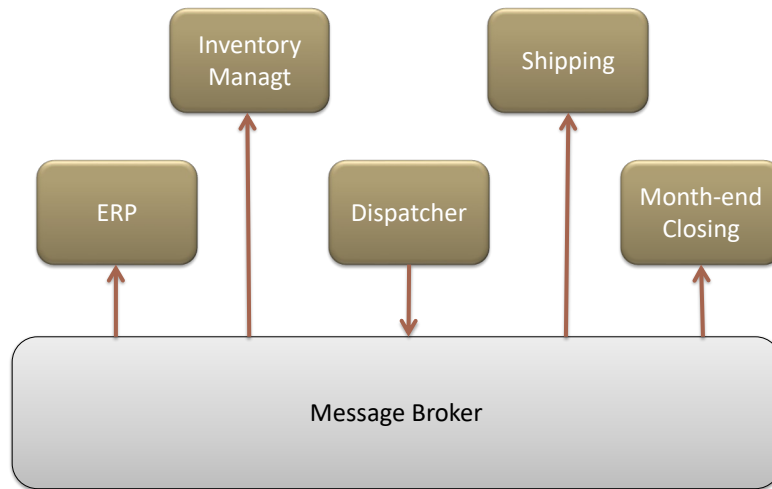 Inventory
Managt
Shipping
ERP
Dispatcher
Month-end
Closing
Message Broker